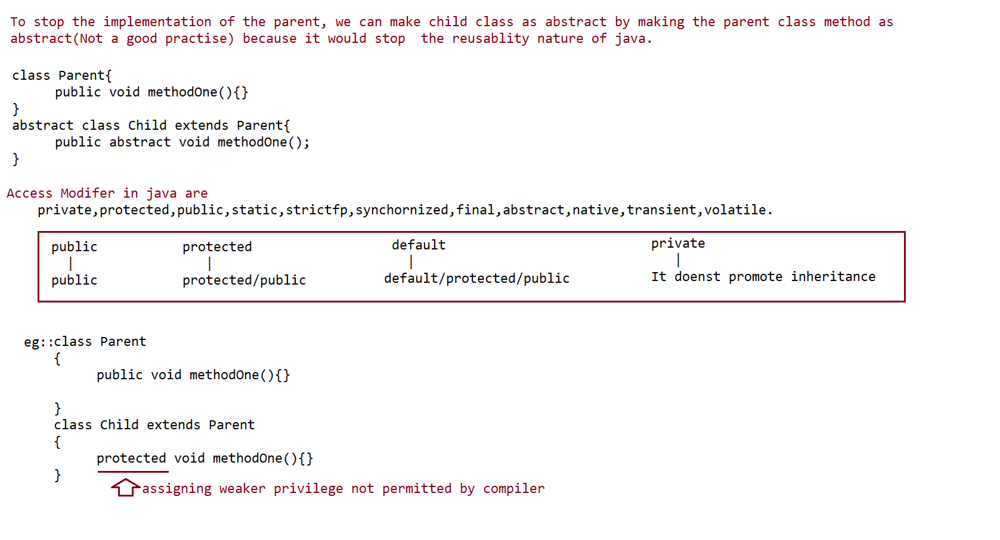 To stop the implementation of the parent, we can make child class as abstract by making the parent class method as
abstract(Not a good practise) because it would stop  the reusablity nature of java.
class Parent{
public void methodOne(){}
}
abstract class Child extends Parent{
public abstract void methodOne();
}
Access Modifer in java are
private,protected,public,static,strictfp,synchornized,final,abstract,native,transient,volatile.
public protected default private
| | | |
public protected/public default/protected/public It doenst promote inheritance
eg::class Parent
{
public void methodOne(){}
}
class Child extends Parent
{
protected void methodOne(){}
}
assigning weaker privilege not permitted by compiler